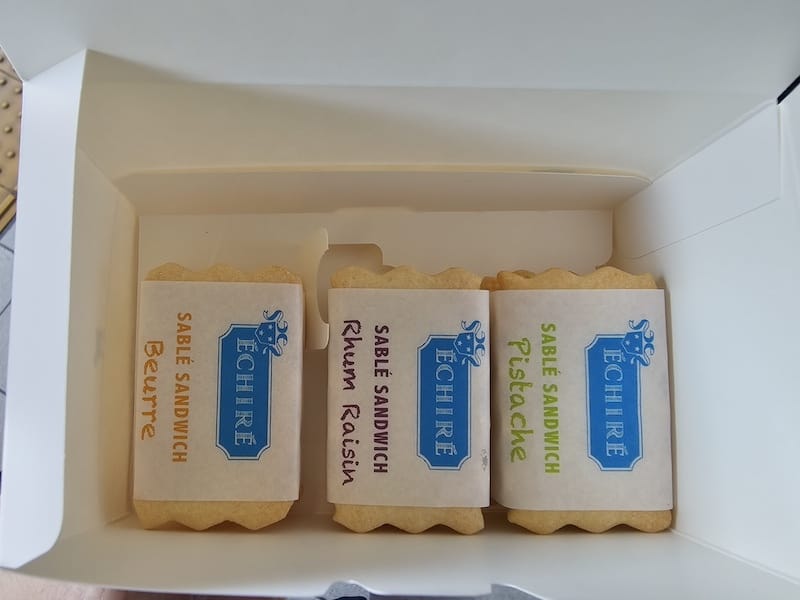 ÉCHIRÉ
SABLÉ SANDWICH
Beurre
ÉCHIRÉ
SABLÉ SANDWICH
Rhum Raisin
ÉCHIRÉ
SABLÉ SANDWICH
Pistache